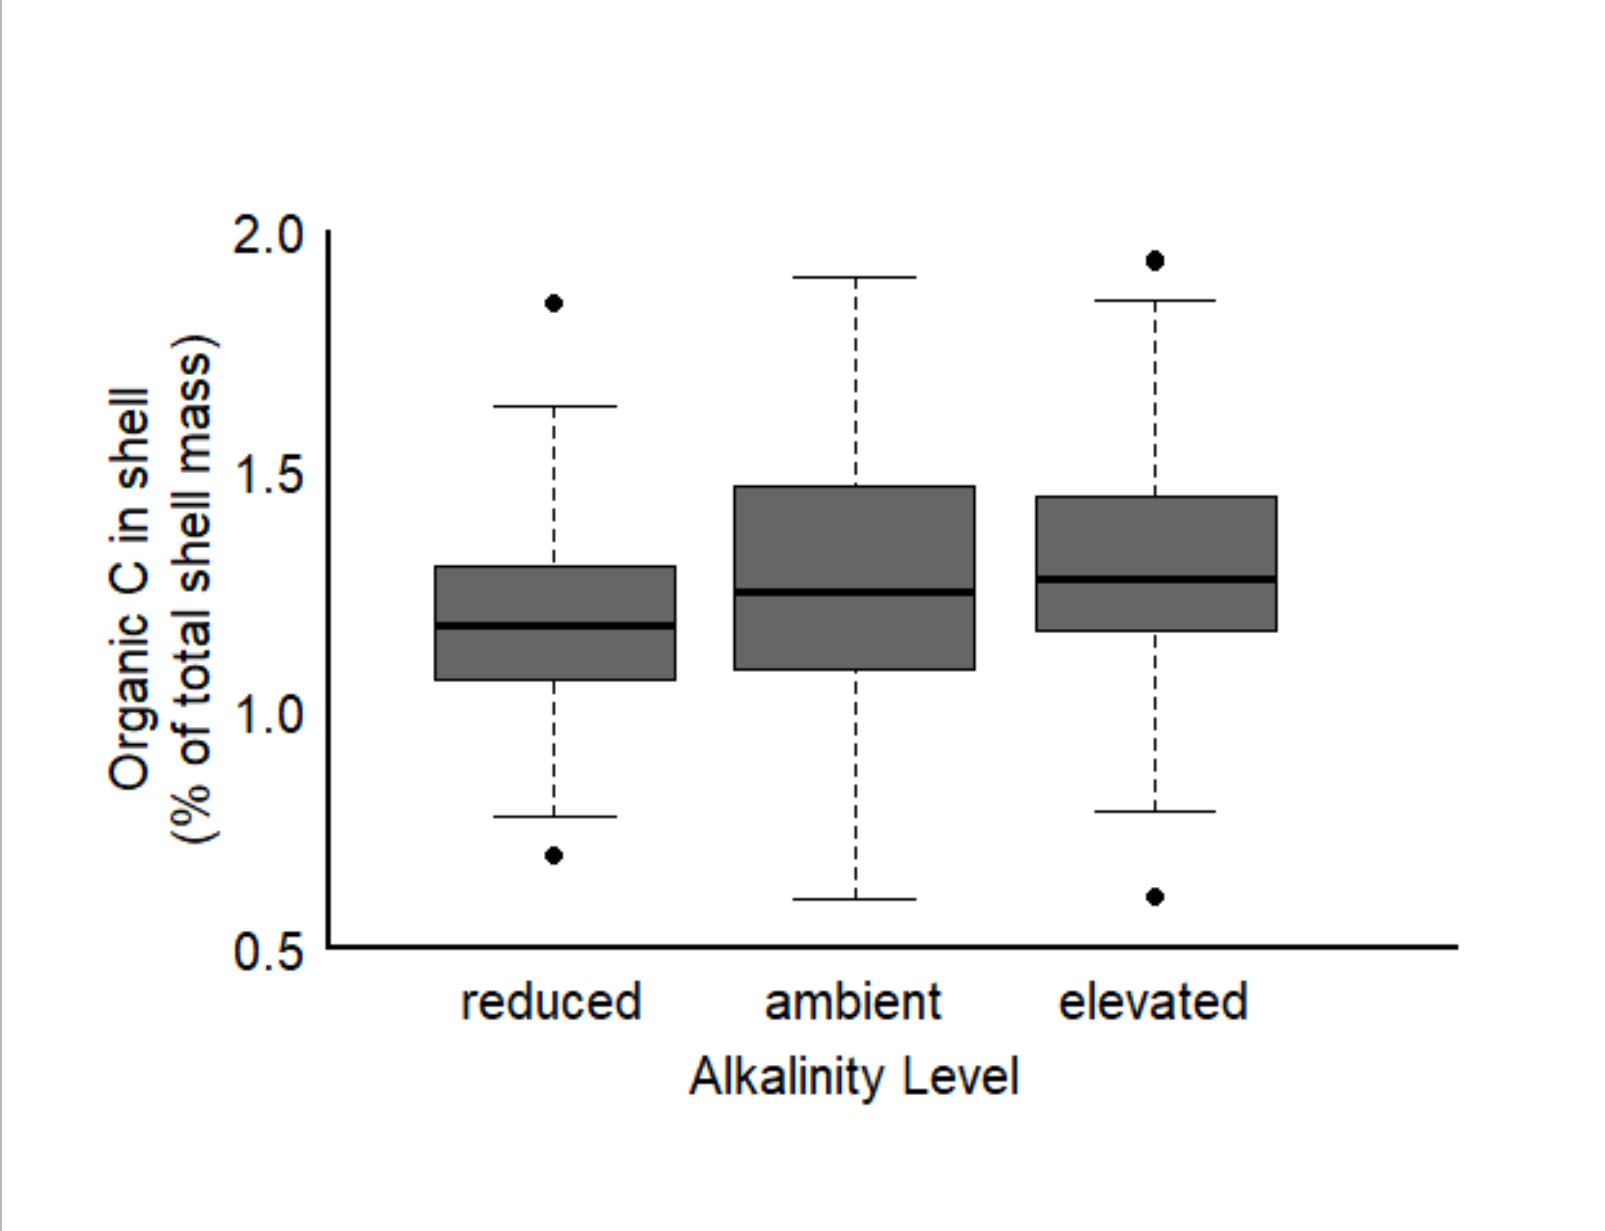 Organic C in shell
(% of total shell mass)
2.0
1.5
1.0
0.5
reduced ambient elevated
Alkalinity Level